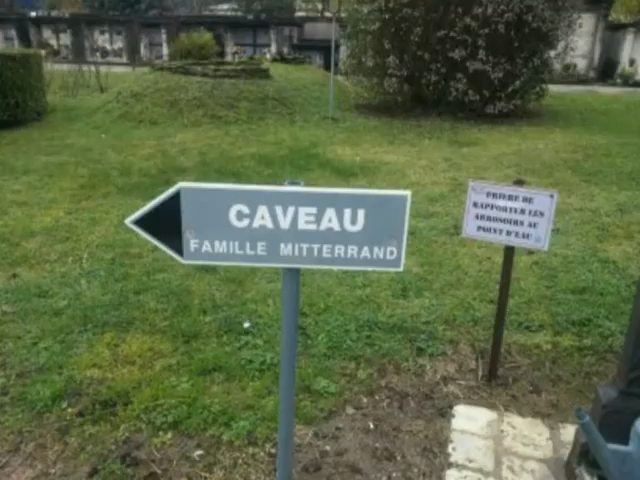 CAVEAU
FAMILLE MITTERRAND
PRIERE DE
RAPPORTER LES
ARROSOIRS AU
POINT D'EAU